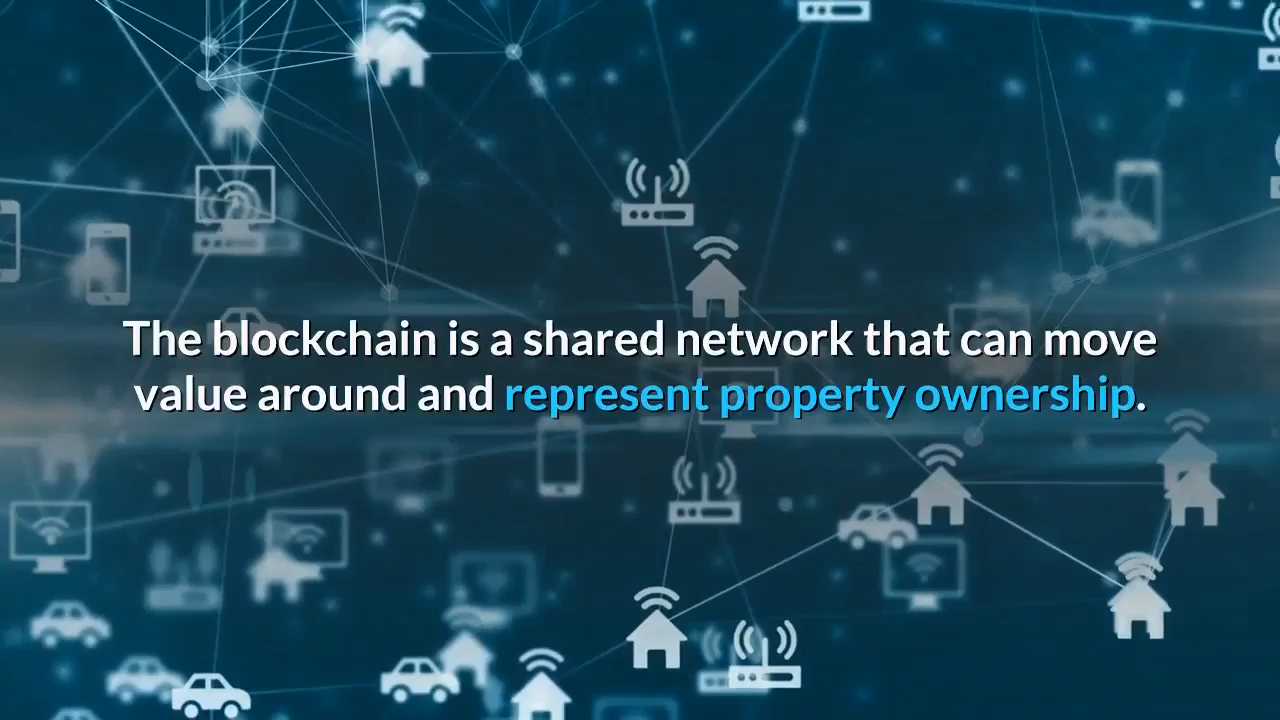 The blockchain is a shared network that can move
value around and represent property ownership.